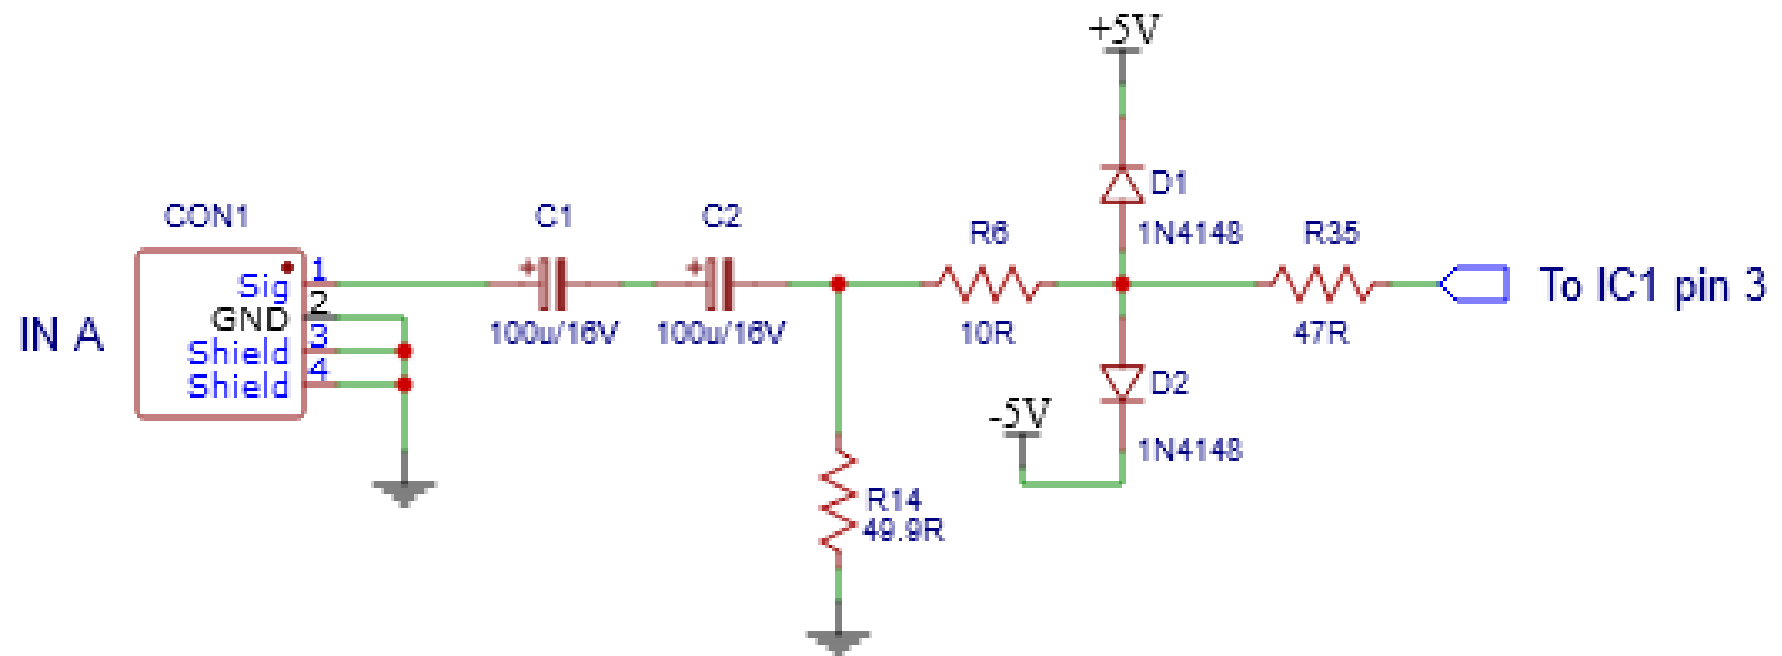 +5V
CON1
C1
C2
D1
1N4148
R6
R35
+
+
1
Sig
2
GND
3
Shield
4
Shield
IN A
100u/16V
100u/16V
10R
47R
To IC1 pin 3
D2
-5V
1N4148
R14
49.9R